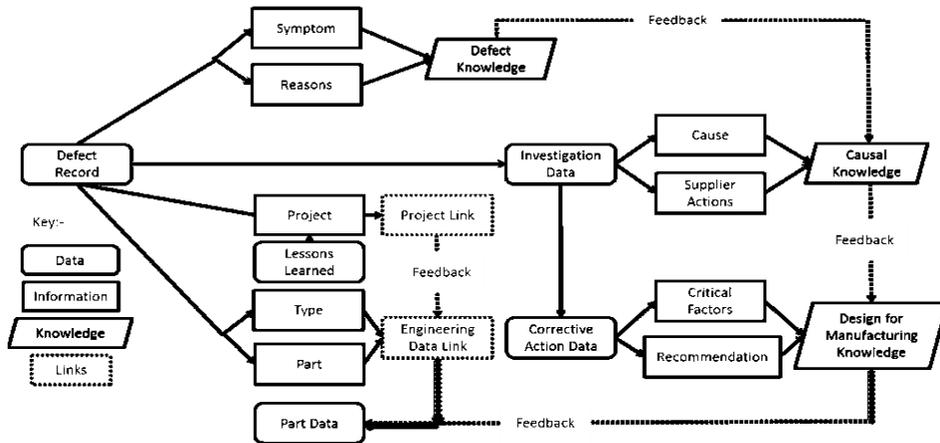 Feedback
Symptom
Defect
Knowledge
Reasons
Defect
Record
Investigation
Data
Cause
Supplier
Actions
Causal
Knowledge
Project
Project Link
Lessons
Learned
Feedback
Feedback
Key:-
Data
Information
Knowledge
Links
Type
Part
Engineering
Data Link
Corrective
Action Data
Critical
Factors
Recommendation
Design for
Manufacturing
Knowledge
Part Data
Feedback